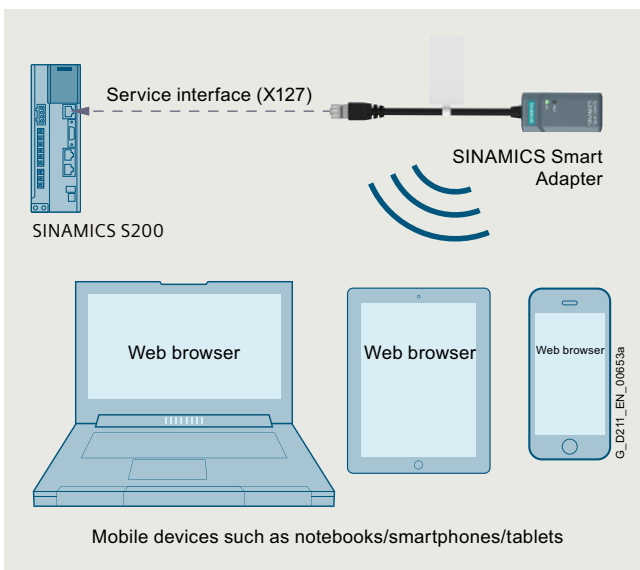 Service interface (X127)
SINAMICS Smart
Adapter
SINAMICS S200
Web browser
Web browser
Web browser
G_D211_EN_00653a
Mobile devices such as notebooks/smartphones/tablets